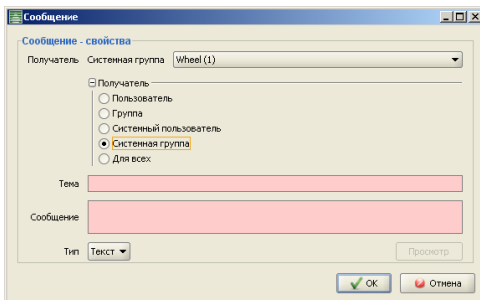 Сообщение
Сообщение - свойства
Получатель Системная группа Wheel (1)
Получатель
Пользователь
Группа
Системный пользователь
Системная группа
Для всех
Тема
Сообщение
Тип Текст Просмотр
OK Отмена